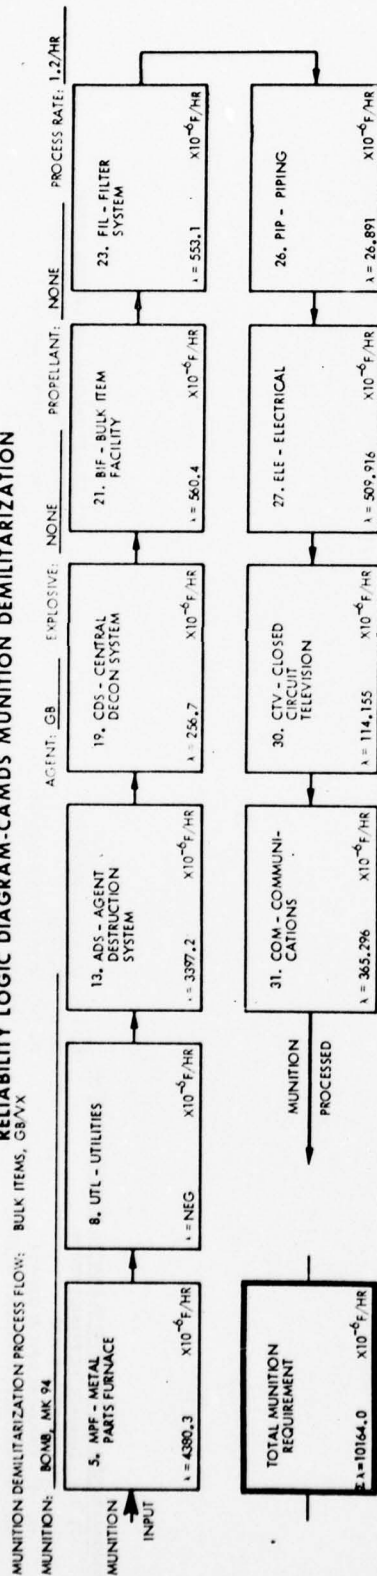 RELIABILITY LOGIC DIAGRAM-CAMDS MUNITION DEMILITARIZATION
MUNITION DEMILITARIZATION PROCESS FLOW: BULK ITEMS, GB/VX
MUNITION: BOMB, MK 94 AGENT: GB EXPLOSIVE: NONE PROPELLANT: NONE PROCESS RATE: 1.2/HR
MUNITION
INPUT
5. MPF - METAL
PARTS FURNACE
λ = 4380.3 X10⁻⁶F/HR
8. UTL - UTILITIES
λ = NEG X10⁻⁶F/HR
13. ADS - AGENT
DESTRUCTION
SYSTEM
λ = 3397.2 X10⁻⁶F/HR
19. CDS - CENTRAL
DECON SYSTEM
λ = 256.7 X10⁻⁶F/HR
21. BIF - BULK ITEM
FACILITY
λ = 560.4 X10⁻⁶F/HR
23. FIL - FILTER
SYSTEM
λ = 553.1 X10⁻⁶F/HR
26. PIP - PIPING
λ = 26.891 X10⁻⁶F/HR
27. ELE - ELECTRICAL
λ = 509.916 X10⁻⁶F/HR
30. CTV - CLOSED
CIRCUIT
TELEVISION
λ = 114.155 X10⁻⁶F/HR
31. COM - COMMUNI-
CATIONS
λ = 365.296 X10⁻⁶F/HR
MUNITION
PROCESSED
TOTAL MUNITION
REQUIREMENT
Σ λ=10164.0 X10⁻⁶F/HR